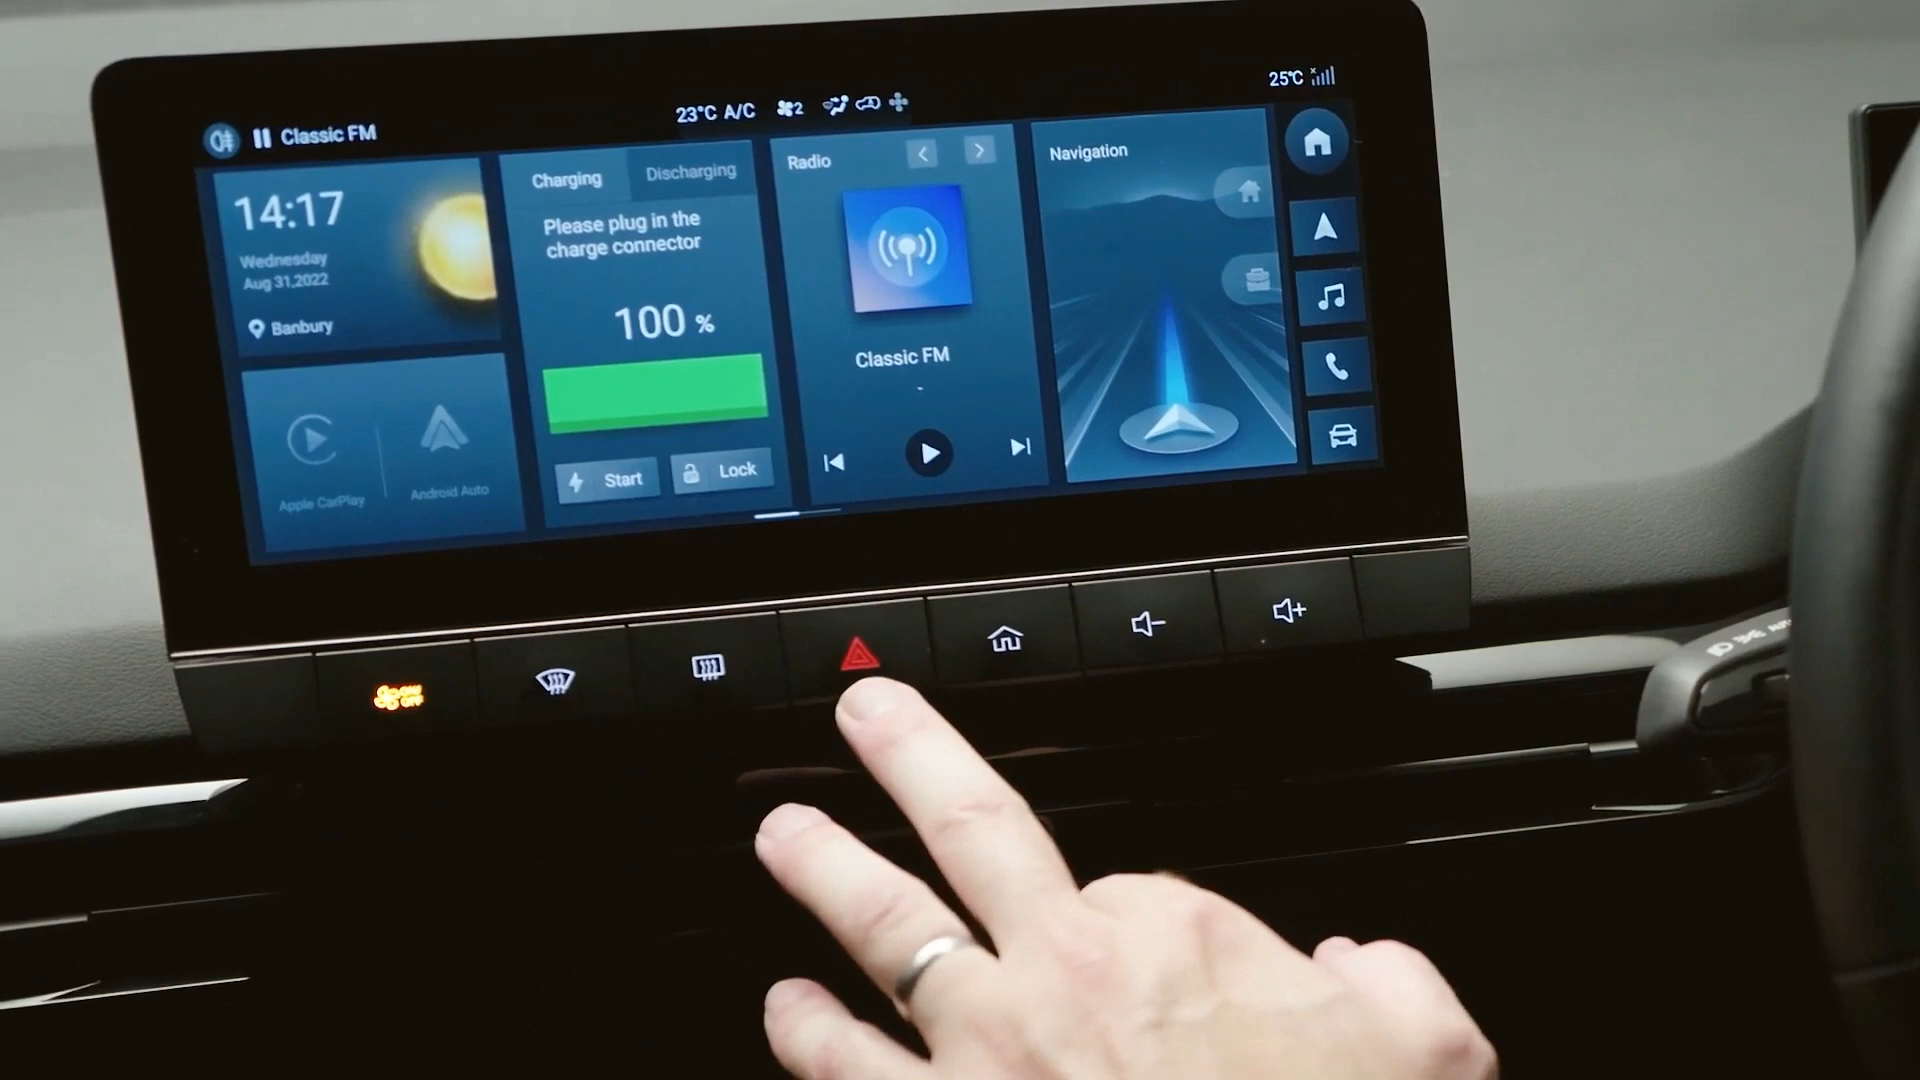 Classic FM
23°C A/C
2
25°C
14:17
Wednesday
Aug 31,2022
Banbury
Apple CarPlay
Android Auto
Charging
Discharging
Please plug in the
charge connector
100 %
Start
Lock
Radio
Classic FM
-
Navigation
OFF